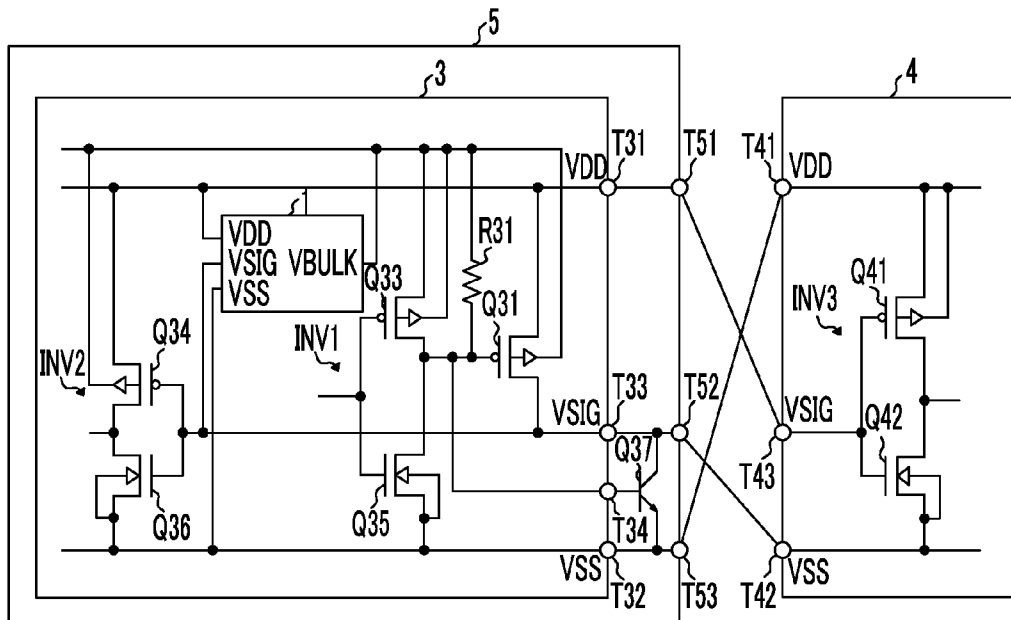 5
3
4
T31
T51
T41
VDD
VDD
1
VDD
VSIG
VBULK
VSS
R31
Q33
Q31
Q41
INV3
Q34
INV1
INV2
T33
T52
VSIG
VSIG
Q42
Q37
T43
Q36
Q35
T34
VSS
T32
T53
T42
VSS